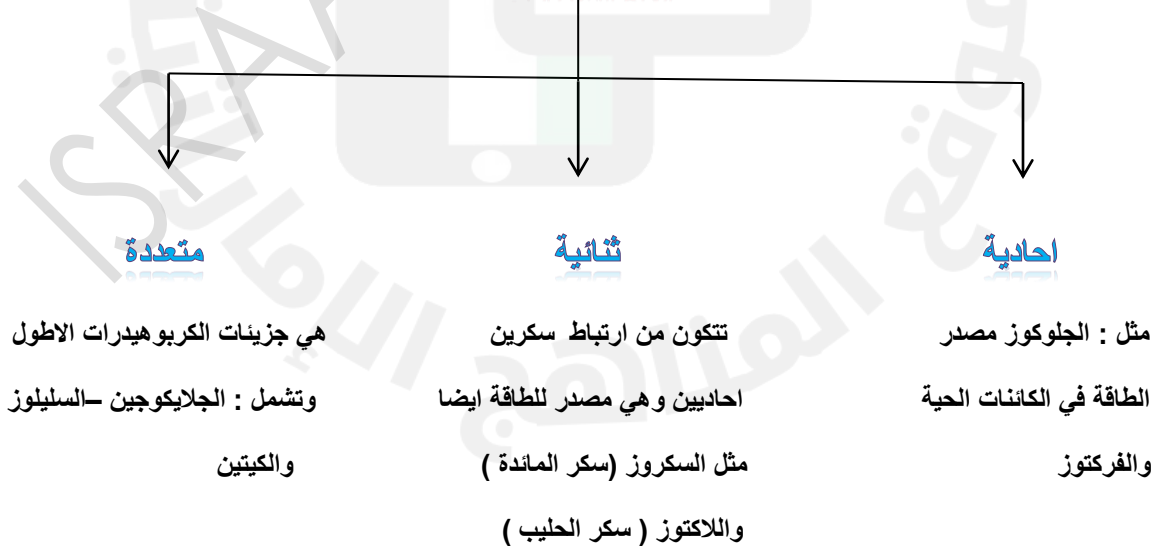 احادية
مثل : الجلوكوز مصدر
الطاقة في الكائنات الحية
والفركتوز
ثنائية
تتكون من ارتباط سكرين
احاديين وهي مصدر للطاقة ايضا
مثل السكروز (سكر المائدة )
واللاكتوز ( سكر الحليب )
متعددة
هي جزيئات الكربوهيدرات الاطول
وتشمل : الجلايكوجين –السليلوز
والكيتين